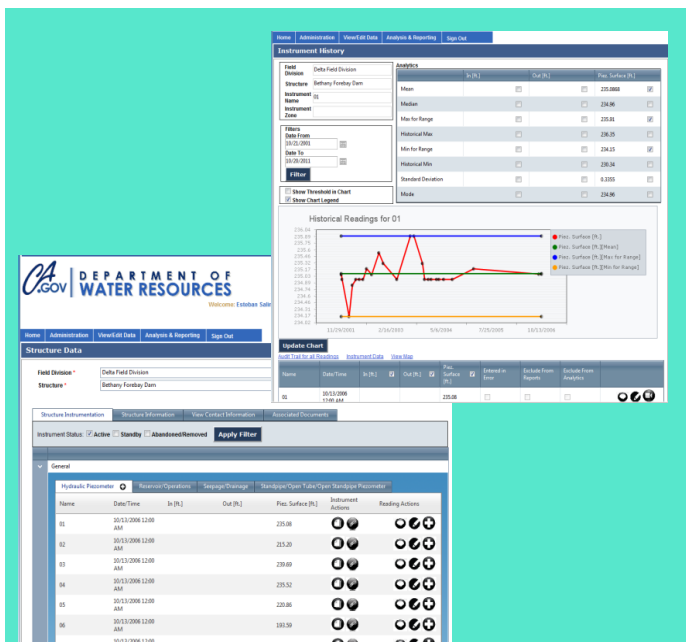 Home Administration View/Edit Data Analysis & Reporting Sign Out
Instrument History
Field Division Delta Field Division
Structure Bethany Forebay Dam
Instrument Name 01
Instrument Zone
Filters
Date From
10/21/2001
Date To
10/20/2011
Filter
Show Threshold in Chart
Show Chart Legend
Analytics
In [ft.] Out [ft.] Piez. Surface [ft.]
Mean 235.0868
Median 234.96
Max for Range 235.81
Historical Max 236.35
Min for Range 234.15
Historical Min 230.34
Standard Deviation 0.3355
Mode 234.96
Historical Readings for 01
11/29/2001 2/16/2003 5/6/2004 7/25/2005 10/13/2006
Piez. Surface [ft.]
Piez. Surface [ft.][Mean]
Piez. Surface [ft.][Max for Range]
Piez. Surface [ft.][Min for Range]
Update Chart
Audit Trail for all Readings Instrument Data View Map
Name Date/Time In [ft.] Out [ft.] Piez. Surface [ft.] Entered in Error Exclude From Reports Exclude From Analytics
01 10/13/2006 12:00 AM 235.08
CA.GOV DEPARTMENT OF
WATER RESOURCES
Welcome: Esteban
Home Administration View/Edit Data Analysis & Reporting Sign Out
Structure Data
Field Division * Delta Field Division
Structure * Bethany Forebay Dam
Structure Instrumentation Structure Information View Contact Information Associated Documents
Instrument Status: Active Standby Abandoned/Removed Apply Filter
General
Hydraulic Piezometer Reservoir/Operations Seepage/Drainage Standpipe/Open Tube/Open Standpipe Piezometer
Name Date/Time In [ft.] Out [ft.] Piez. Surface [ft.] Instrument Actions Reading Actions
01 10/13/2006 12:00 AM 235.08
02 10/13/2006 12:00 AM 215.20
03 10/13/2006 12:00 AM 239.69
04 10/13/2006 12:00 AM 235.52
05 10/13/2006 12:00 AM 220.86
06 10/13/2006 12:00 AM 193.59
10/13/2006 12:00